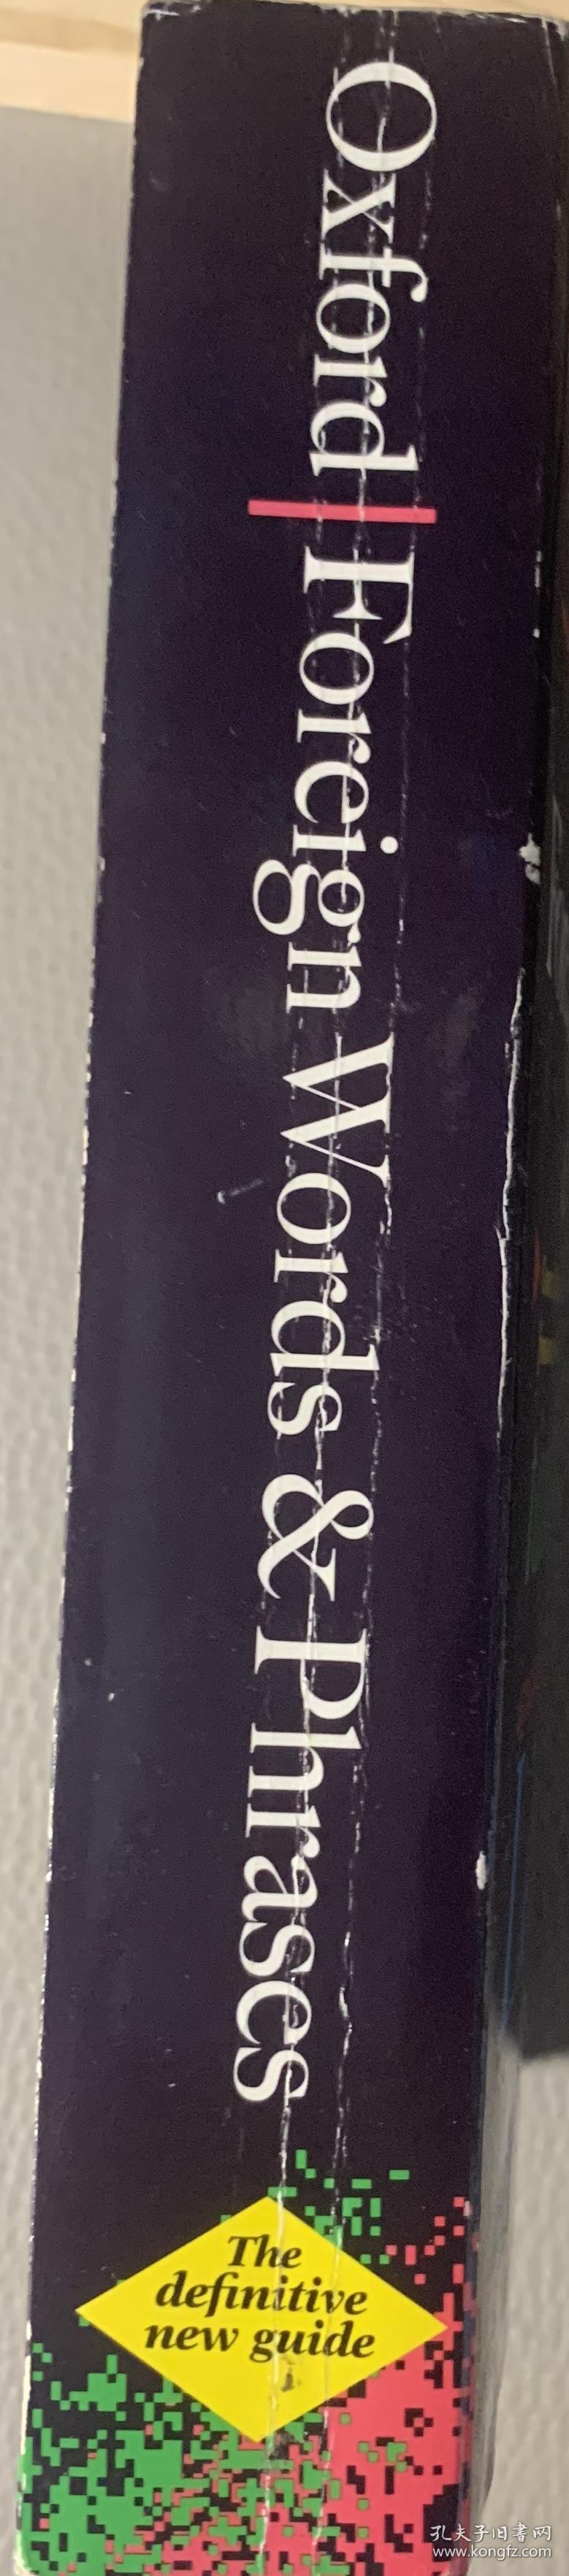 Oxford Foreign Words & Phrases
The
definitive
new guide
孔夫子旧书网
www.kongfz.com